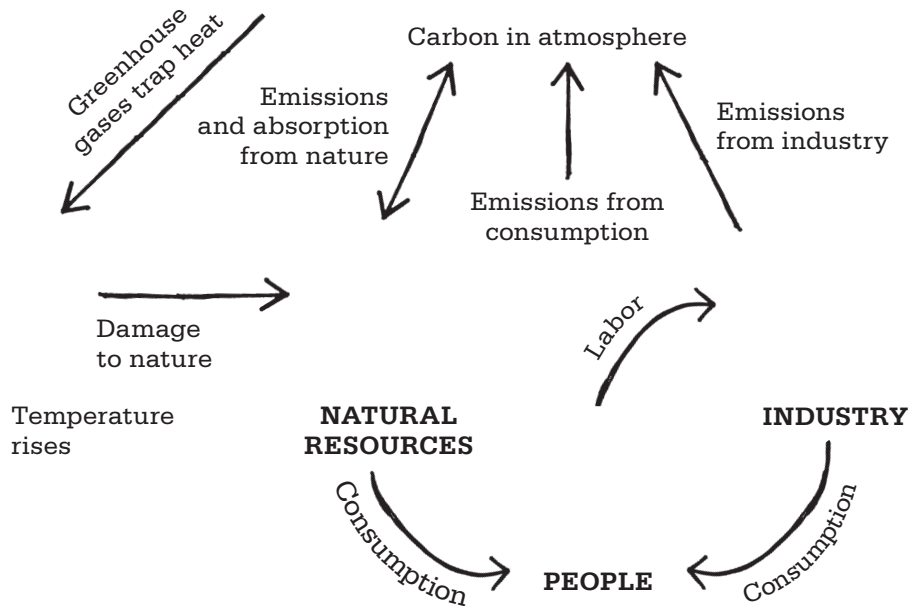 Greenhouse
gases trap heat
Carbon in atmosphere
Emissions
and absorption
from nature
Emissions
from industry
Emissions from
consumption
Damage
to nature
Labor
Temperature
rises
NATURAL
RESOURCES
INDUSTRY
Consumption
Consumption
PEOPLE